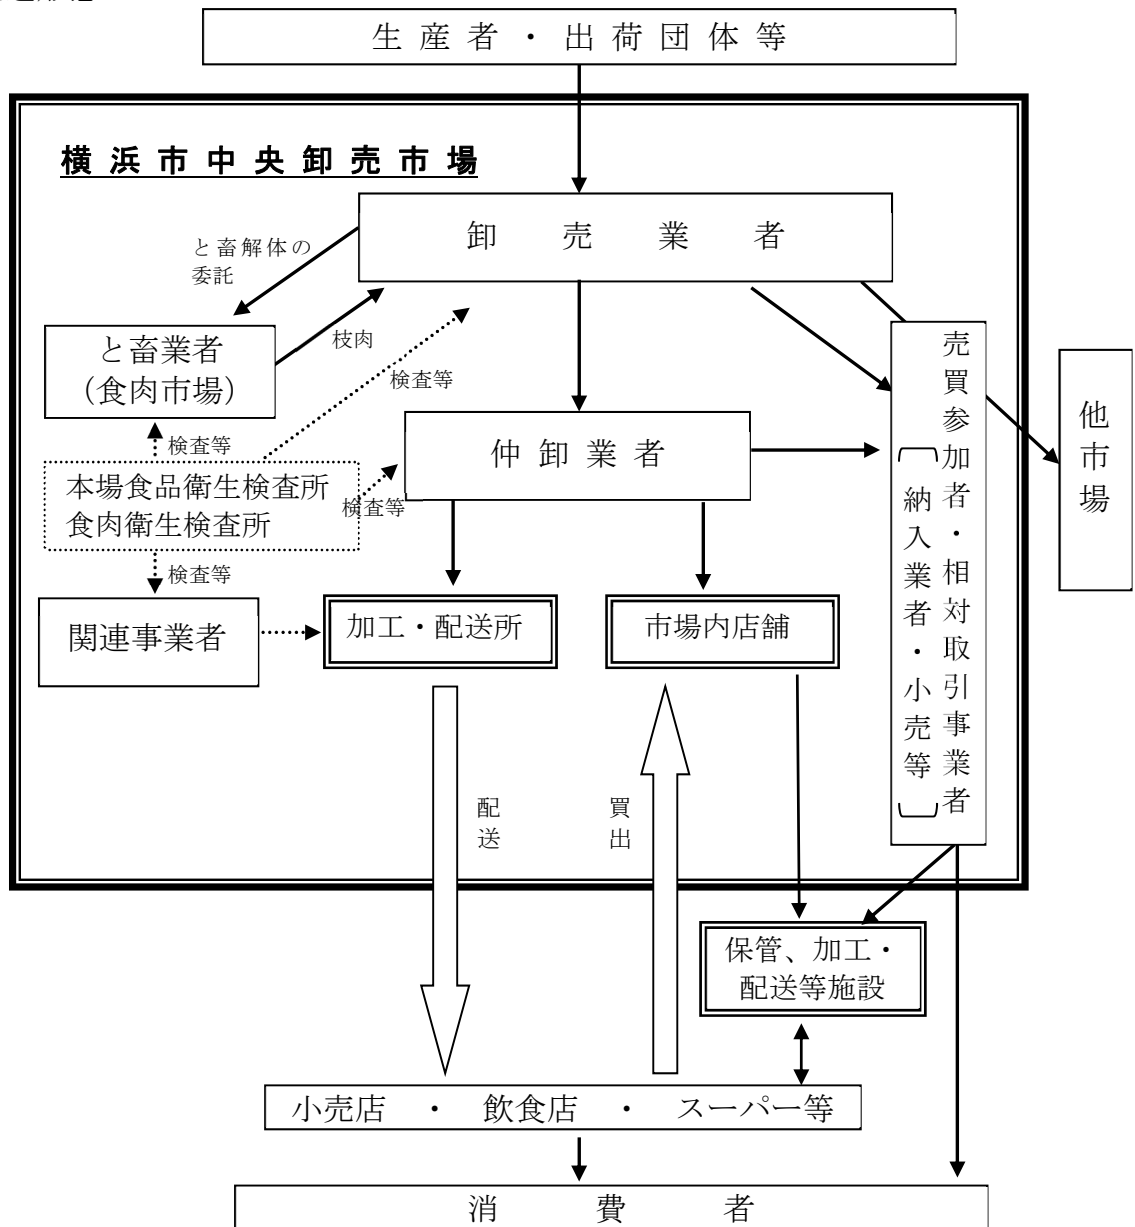 生産者・出荷団体等
横浜市中央卸売市場
卸売業者
と畜解体の
委託
枝肉
と畜業者
（食肉市場）
検査等
検査等
本場食品衛生検査所
食肉衛生検査所
検査等
検査等
仲卸業者
売買参加者・相対取引事業者
納入業者・小売等
他市場
関連事業者
加工・配送所
市場内店舗
配送
買出
保管、加工・
配送等施設
小売店・飲食店・スーパー等
消費者